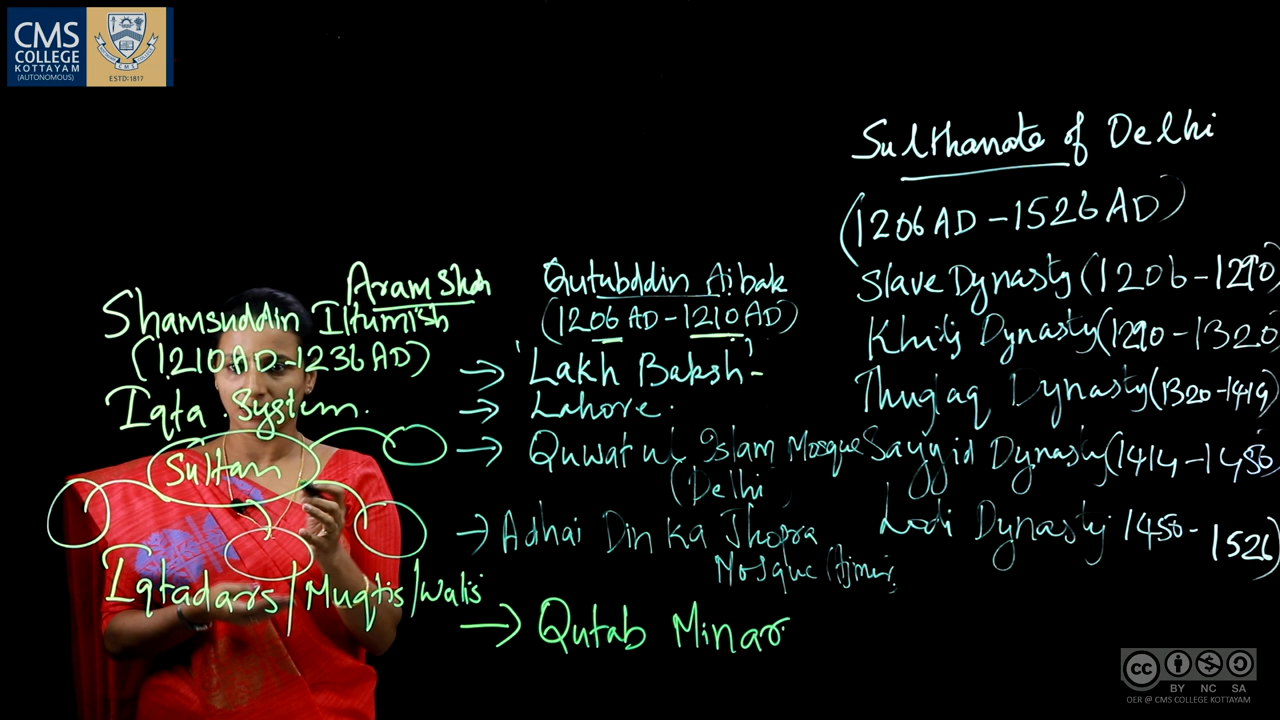 CMS
COLLEGE
KOTTAYAM
(AUTONOMOUS)
ESTD:1817
Sulthanate of Delhi
(1206 AD - 1526 AD)
Slave Dynasty (1206 - 1290
Khilji Dynasty (1290 - 1320
Thuglaq Dynasty (1320 - 1414)
Sayyid Dynasty (1414 - 1450
Lodi Dynasty 1450 - 1526)
Qutubddin Aibak
(1206 AD - 1210 AD)
→ 'Lakh Baksh' -
→ Lahore.
→ Quwat ul Islam Mosque
(Delhi
→ Adhai Din Ka Jhopra
Mosque (Ajmir,
→ Qutab Minar
Aram Shah
Shamsuddin Iltumish
(1210 AD - 1236 AD)
Iqta System.
Sultan
Iqtadars / Muqtis / Walis
CC BY NC SA
OER @ CMS COLLEGE KOTTAYAM